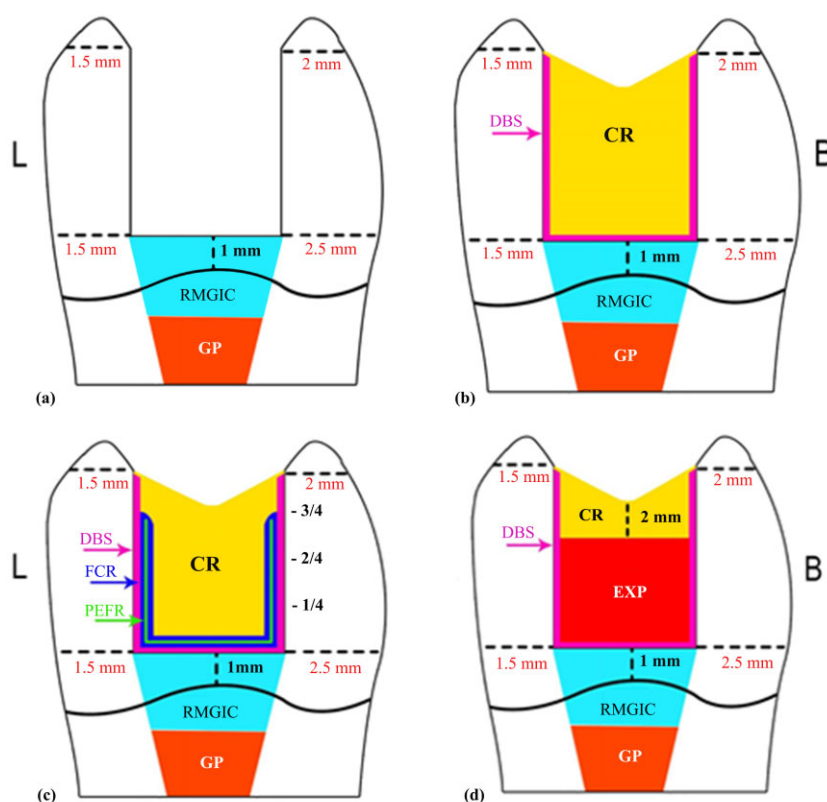 1.5 mm
2 mm
L
1.5 mm
1 mm
2.5 mm
RMGIC
GP
(a)
1.5 mm
2 mm
DBS
CR
B
1.5 mm
1 mm
2.5 mm
RMGIC
GP
(b)
1.5 mm
2 mm
- 3/4
DBS
CR
- 2/4
L
FCR
PEFR
- 1/4
1.5 mm
1mm
2.5 mm
RMGIC
GP
(c)
1.5 mm
2 mm
CR
2 mm
DBS
B
EXP
1.5 mm
1 mm
2.5 mm
RMGIC
GP
(d)